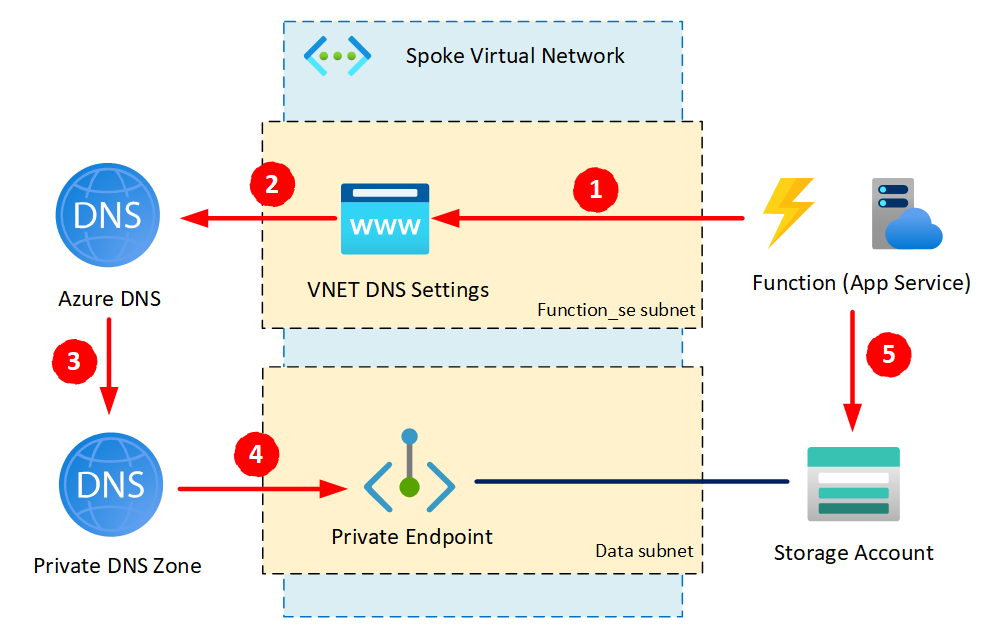 Spoke Virtual Network
2
1
DNS
www
VNET DNS Settings
Azure DNS
Function (App Service)
Function_se subnet
3
5
4
DNS
Private Endpoint
Data subnet
Private DNS Zone
Storage Account